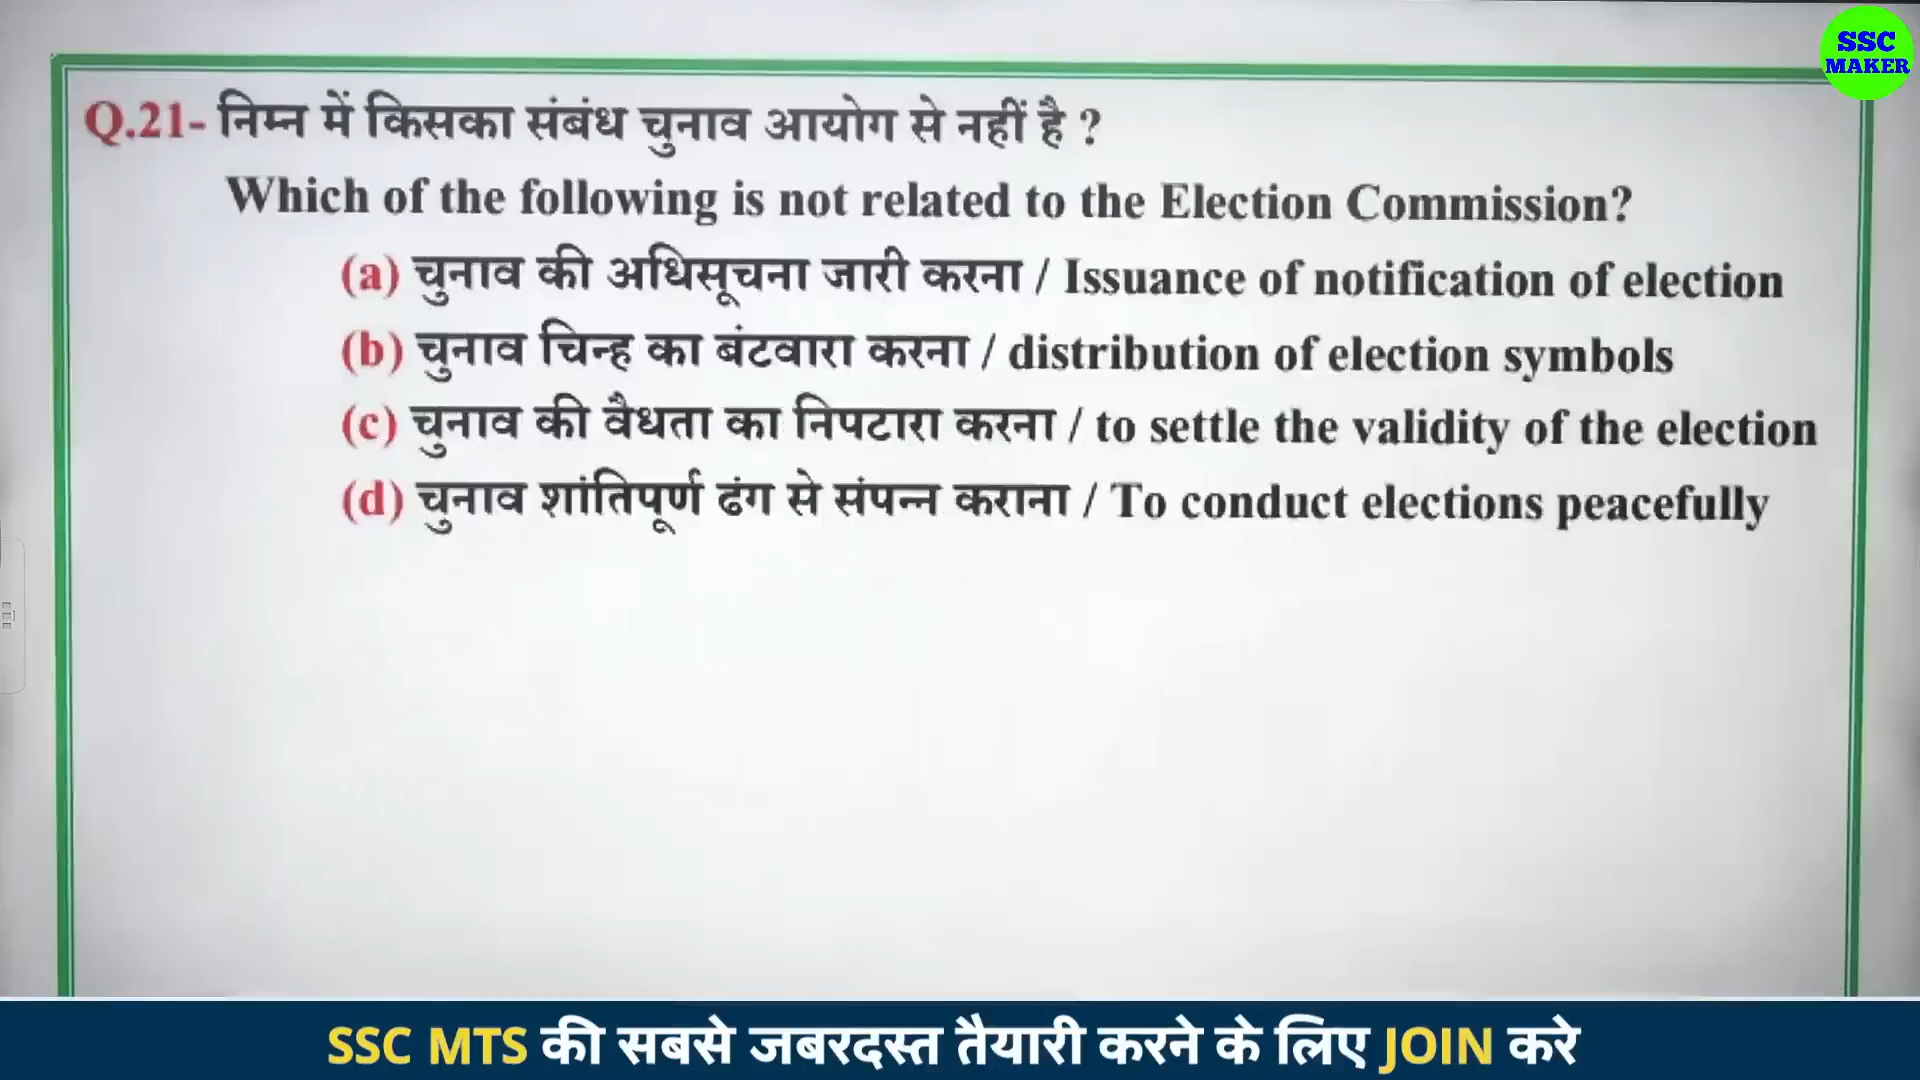 SSC
MAKER
Q.21- निम्न में किसका संबंध चुनाव आयोग से नहीं है ?
Which of the following is not related to the Election Commission?
(a) चुनाव की अधिसूचना जारी करना / Issuance of notification of election
(b) चुनाव चिन्ह का बंटवारा करना / distribution of election symbols
(c) चुनाव की वैधता का निपटारा करना / to settle the validity of the election
(d) चुनाव शांतिपूर्ण ढंग से संपन्न कराना / To conduct elections peacefully
SSC MTS की सबसे जबरदस्त तैयारी करने के लिए JOIN करे